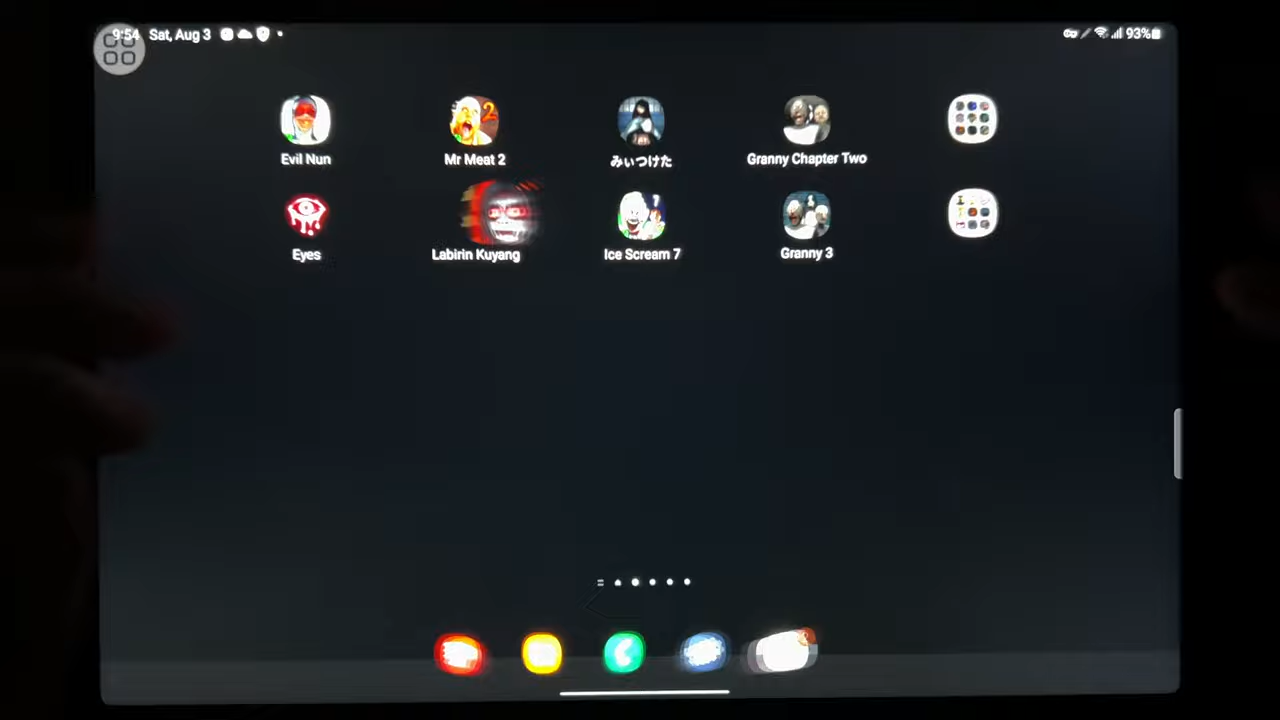 9:54 Sat, Aug 3 93%
Evil Nun
Mr Meat 2
みぃつけた
Granny Chapter Two
Eyes
Labirin Kuyang
Ice Scream 7
Granny 3